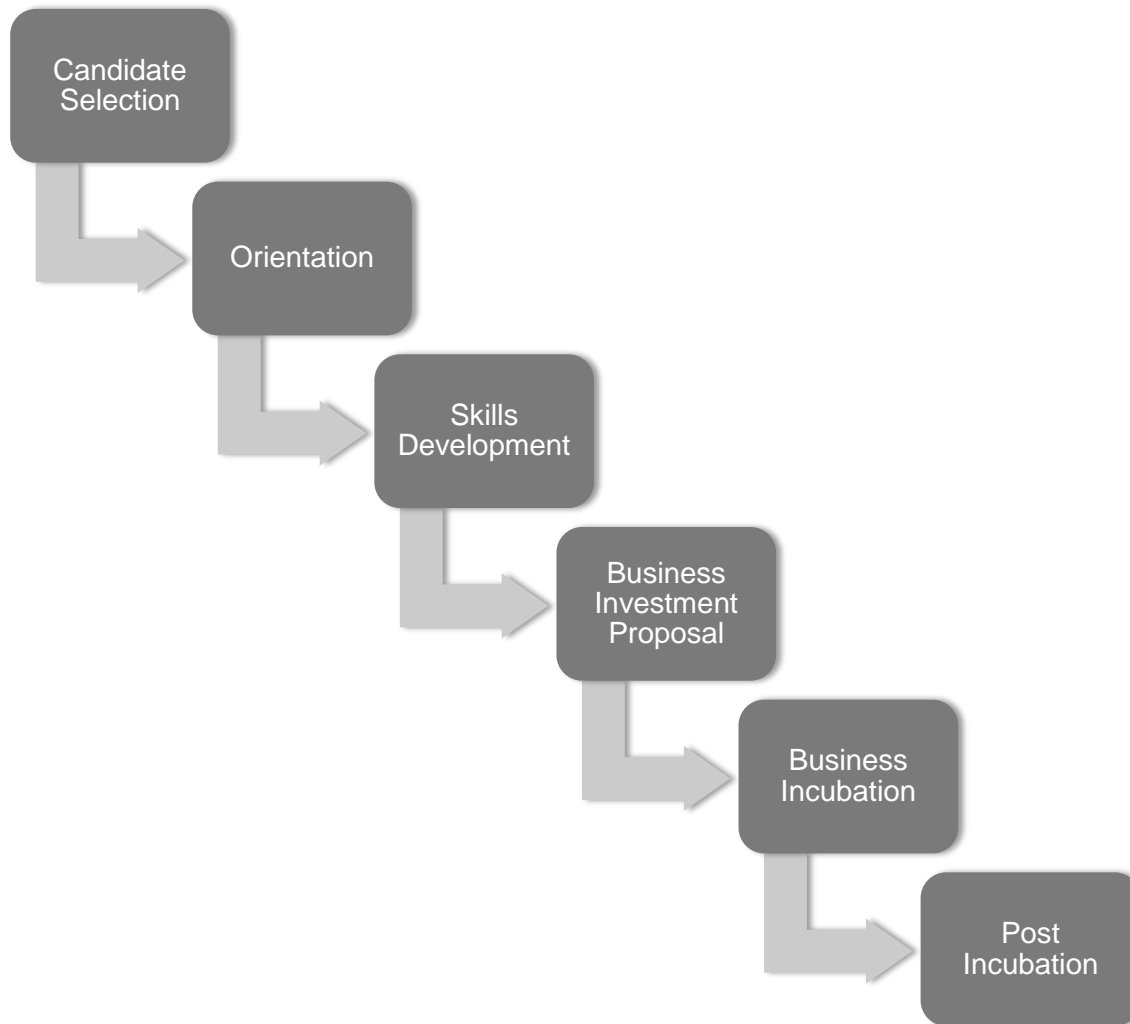 Candidate
Selection
Orientation
Skills
Development
Business
Investment
Proposal
Business
Incubation
Post
Incubation